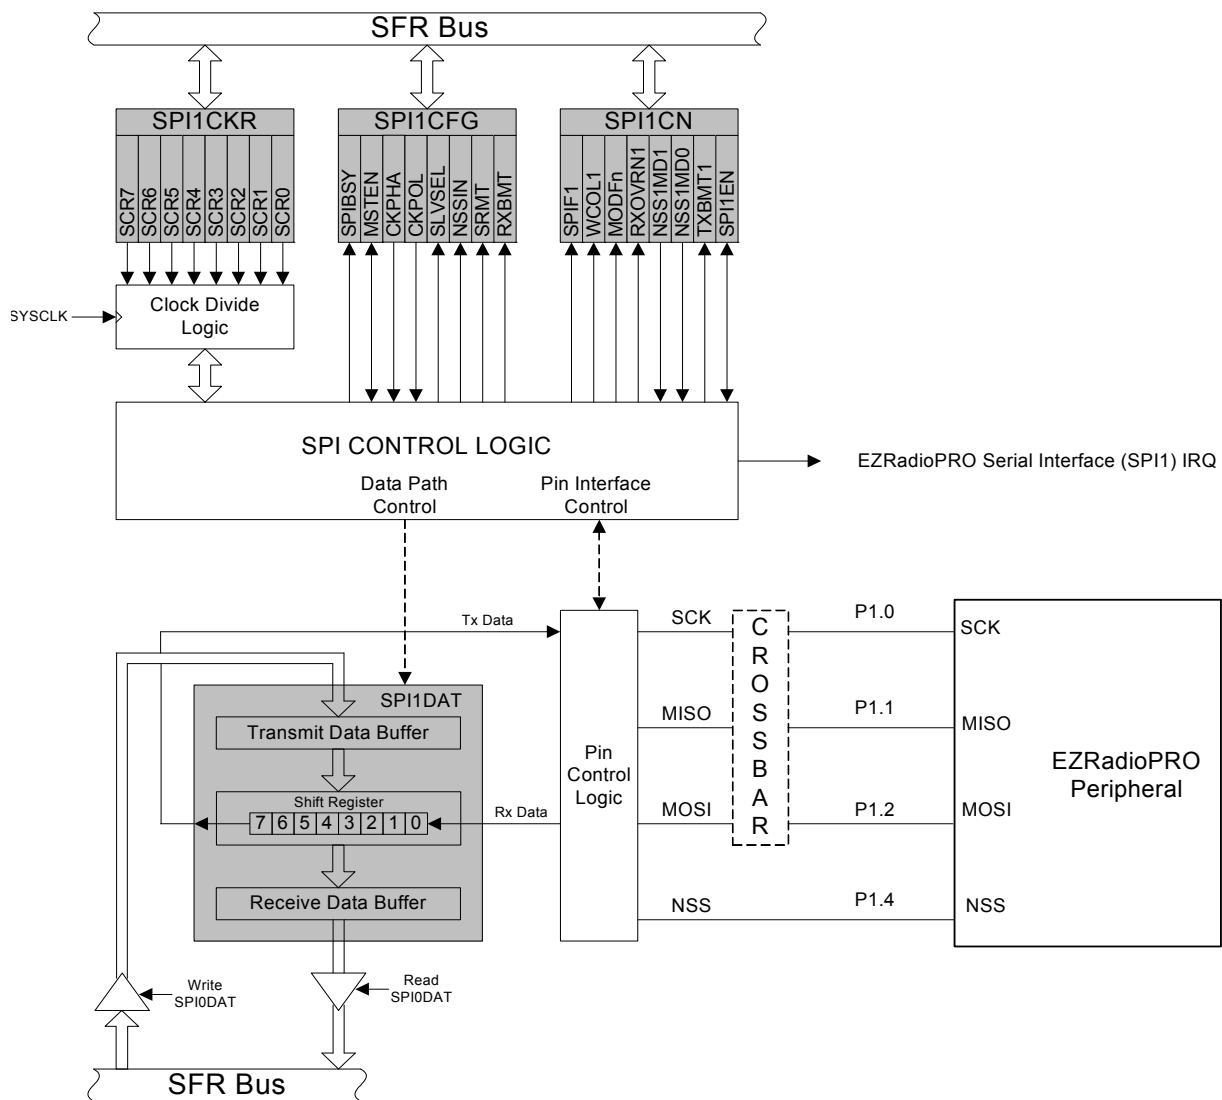 SFR Bus
SPI1CKR
SPI1CFG
SPI1CN
SCR7
SCR6
SCR5
SCR4
SCR3
SCR2
SCR1
SCR0
SPIBSY
MSTEN
CKPHA
CKPOL
SLVSEL
NSSIN
SRMT
RXBMT
SPIF1
WCOL1
MODFn
RXOVRN1
NSS1MD1
NSS1MD0
TXBMT1
SPI1EN
SYSCLK
Clock Divide
Logic
SPI CONTROL LOGIC
EZRadioPRO Serial Interface (SPI1) IRQ
Data Path
Control
Pin Interface
Control
Tx Data
SCK
P1.0
SCK
CROSSBAR
SPI1DAT
Transmit Data Buffer
MISO
P1.1
MISO
Pin
Control
Logic
EZRadioPRO
Peripheral
Shift Register
7 6 5 4 3 2 1 0
Rx Data
MOSI
P1.2
MOSI
Receive Data Buffer
NSS
P1.4
NSS
Write
SPI0DAT
Read
SPI0DAT
SFR Bus